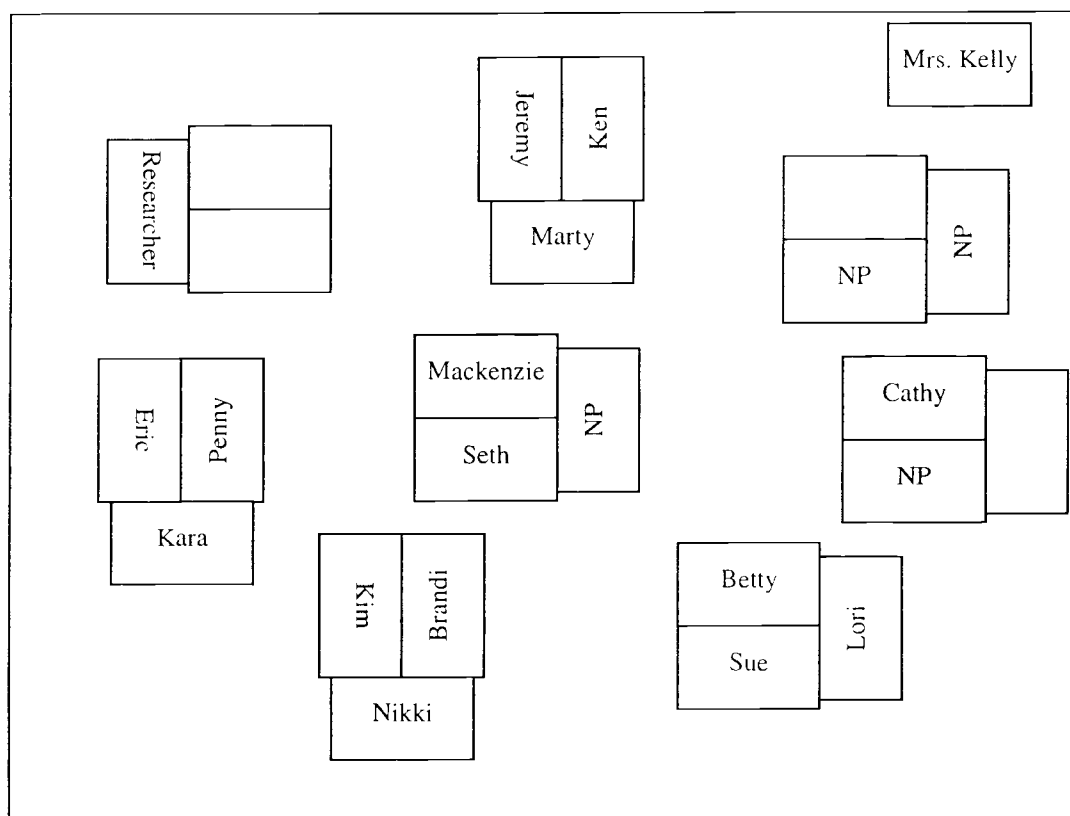 Mrs. Kelly
Jeremy
Ken
Researcher
Marty
NP
NP
Mackenzie
Cathy
Eric
Penny
NP
Seth
NP
Kara
Betty
Kim
Brandi
Lori
Sue
Nikki